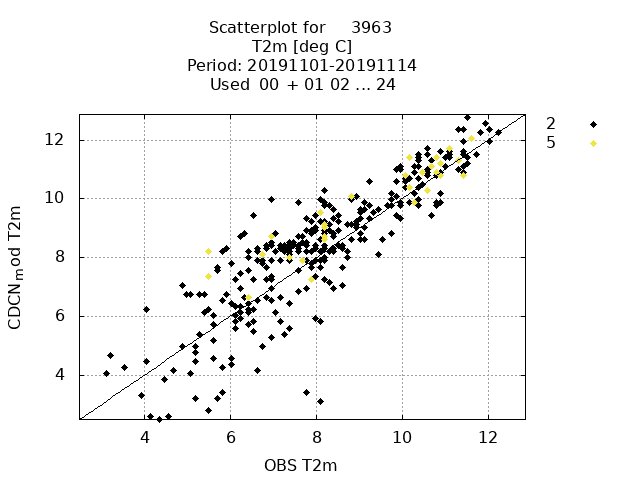 Scatterplot for 3963
T2m [deg C]
Period: 20191101-20191114
Used 00 + 01 02 ... 24
2
5
12
10
8
6
4
CDCNmod T2m
4 6 8 10 12
OBS T2m